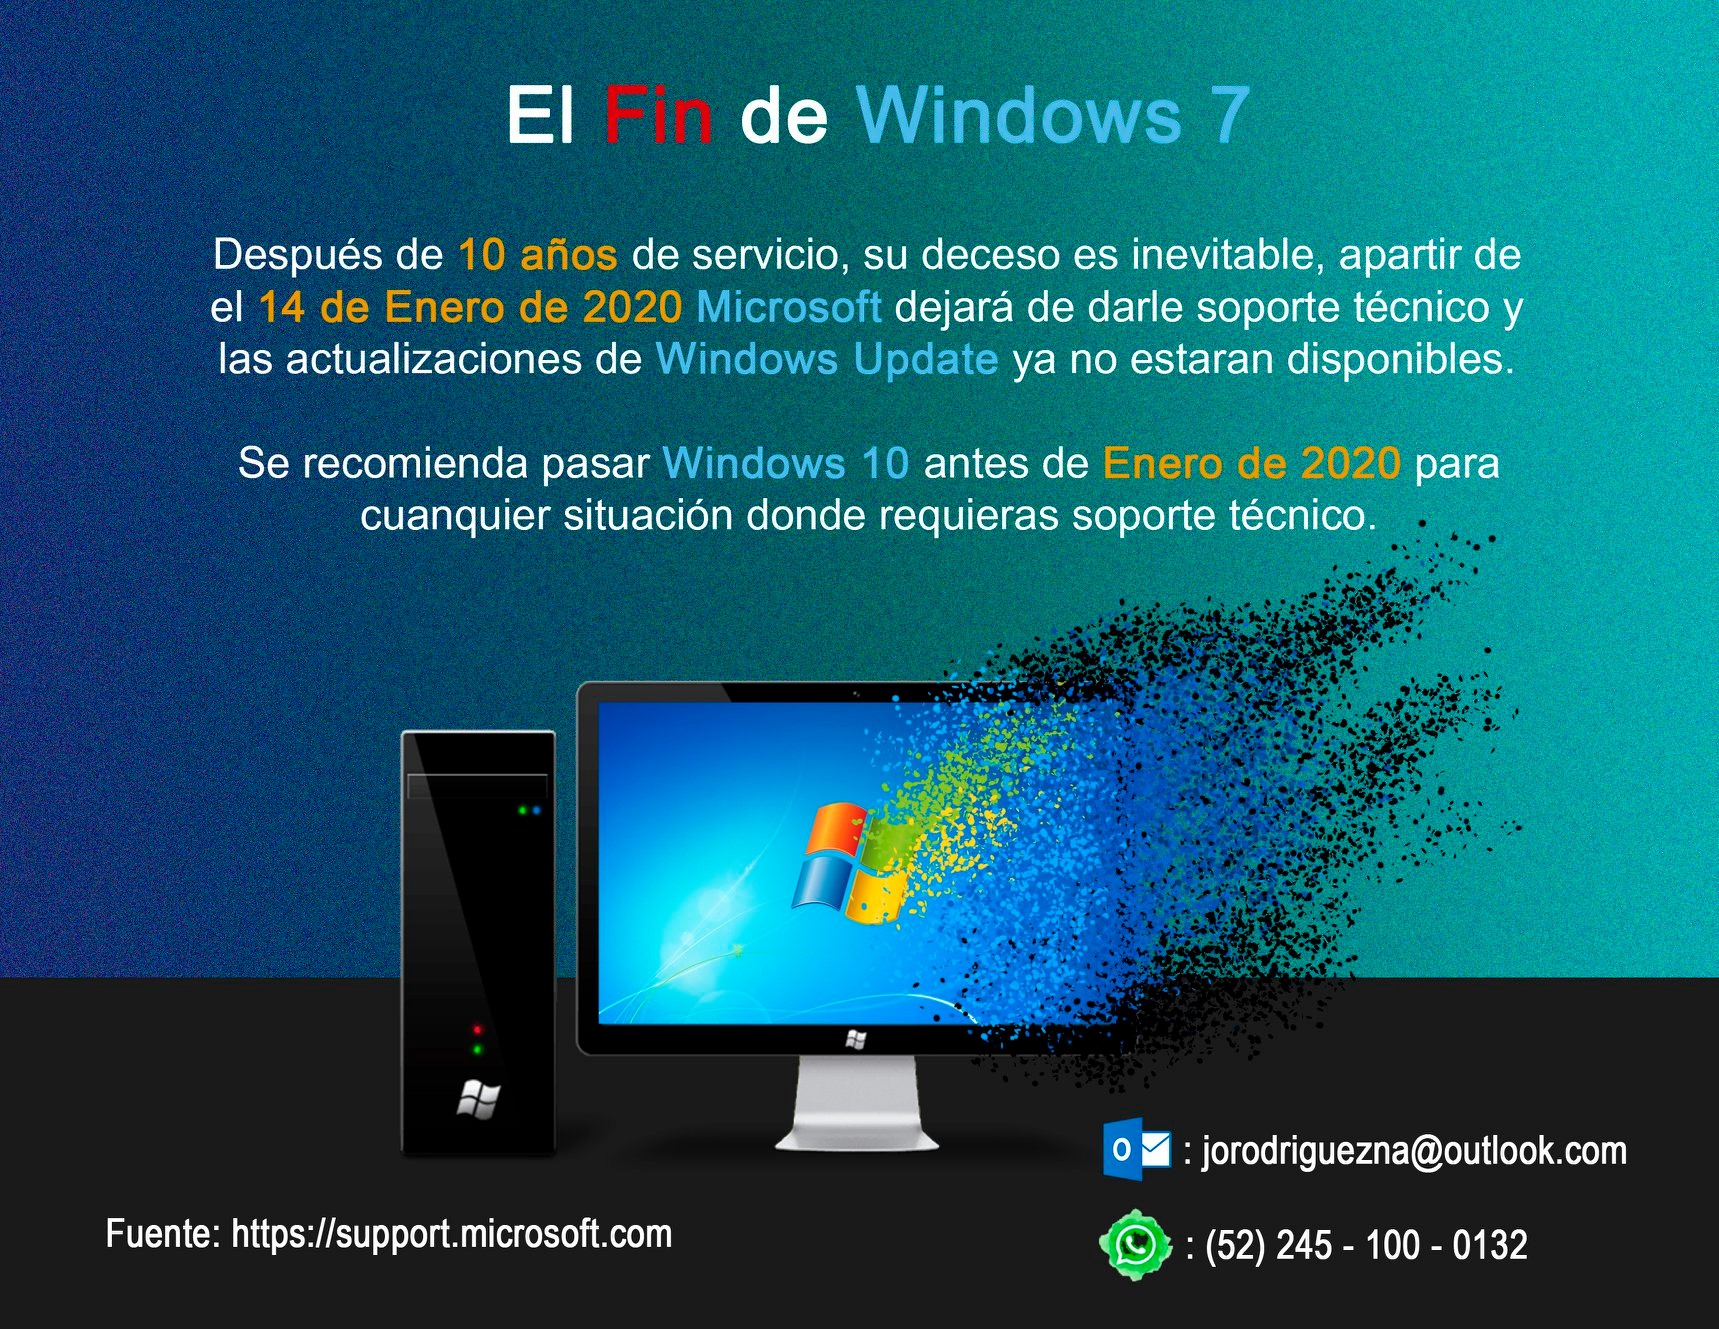 El Fin de Windows 7
Después de 10 años de servicio, su deceso es inevitable, apartir de
el 14 de Enero de 2020 Microsoft dejará de darle soporte técnico y
las actualizaciones de Windows Update ya no estaran disponibles.
Se recomienda pasar Windows 10 antes de Enero de 2020 para
cuanquier situación donde requieras soporte técnico.
: jorodriguezna@outlook.com
Fuente: https://support.microsoft.com
: (52) 245 - 100 - 0132